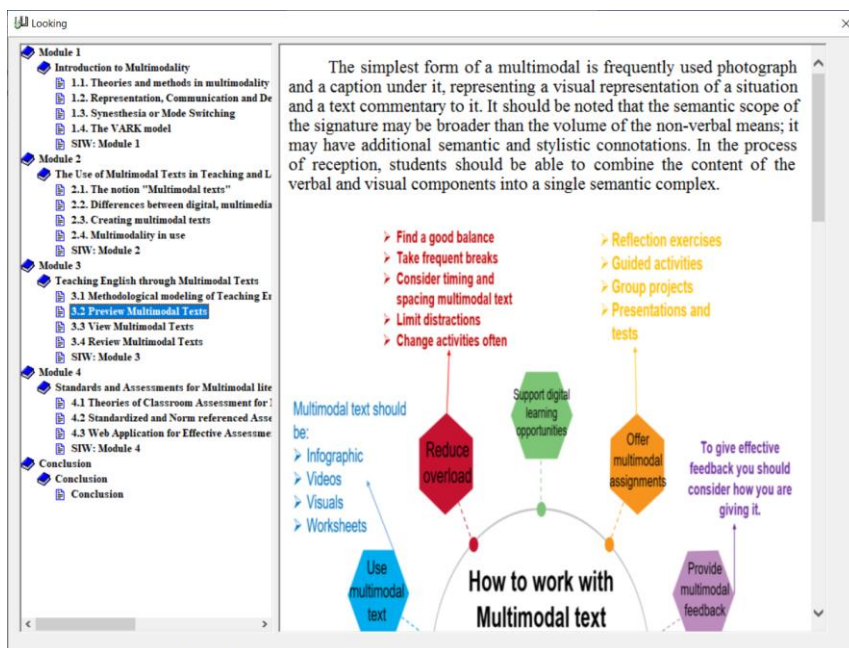 Looking
Module 1
Introduction to Multimodality
1.1. Theories and methods in multimodality
1.2. Representation, Communication and De
1.3. Synesthesia or Mode Switching
1.4. The VARK model
SIW: Module 1
Module 2
The Use of Multimodal Texts in Teaching and L
2.1. The notion "Multimodal texts"
2.2. Differences between digital, multimedia
2.3. Creating multimodal texts
2.4. Multimodality in use
SIW: Module 2
Module 3
Teaching English through Multimodal Texts
3.1 Methodological modeling of Teaching En
3.2 Preview Multimodal Texts
3.3 View Multimodal Texts
3.4 Review Multimodal Texts
SIW: Module 3
Module 4
Standards and Assessments for Multimodal lite
4.1 Theories of Classroom Assessment for
4.2 Standardized and Norm referenced Asse
4.3 Web Application for Effective Assessme
SIW: Module 4
Conclusion
Conclusion
Conclusion
The simplest form of a multimodal is frequently used photograph
and a caption under it, representing a visual representation of a situation
and a text commentary to it. It should be noted that the semantic scope of
the signature may be broader than the volume of the non-verbal means; it
may have additional semantic and stylistic connotations. In the process
of reception, students should be able to combine the content of the
verbal and visual components into a single semantic complex.
Find a good balance
Take frequent breaks
Consider timing and
spacing multimodal text
Limit distractions
Change activities often
Reflection exercises
Guided activities
Group projects
Presentations and
tests
Multimodal text should
be:
Infographic
Videos
Visuals
Worksheets
Reduce
overload
Support digital
learning
opportunities
Offer
multimodal
assignments
To give effective
feedback you should
consider how you are
giving it.
Use
multimodal
text
How to work with
Multimodal text
Provide
multimodal
feedback